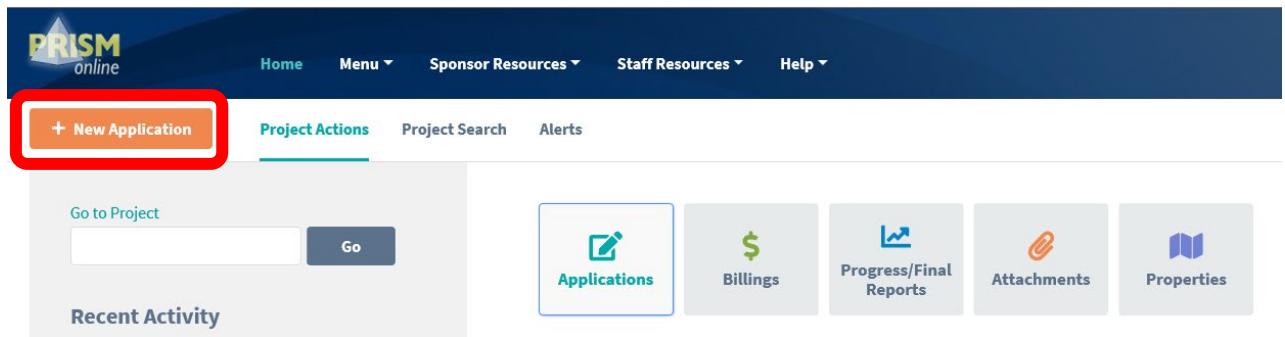 PRISM
online
Home Menu Sponsor Resources Staff Resources Help
+ New Application Project Actions Project Search Alerts
Go to Project
Go
Applications Billings Progress/Final Reports Attachments Properties
Recent Activity